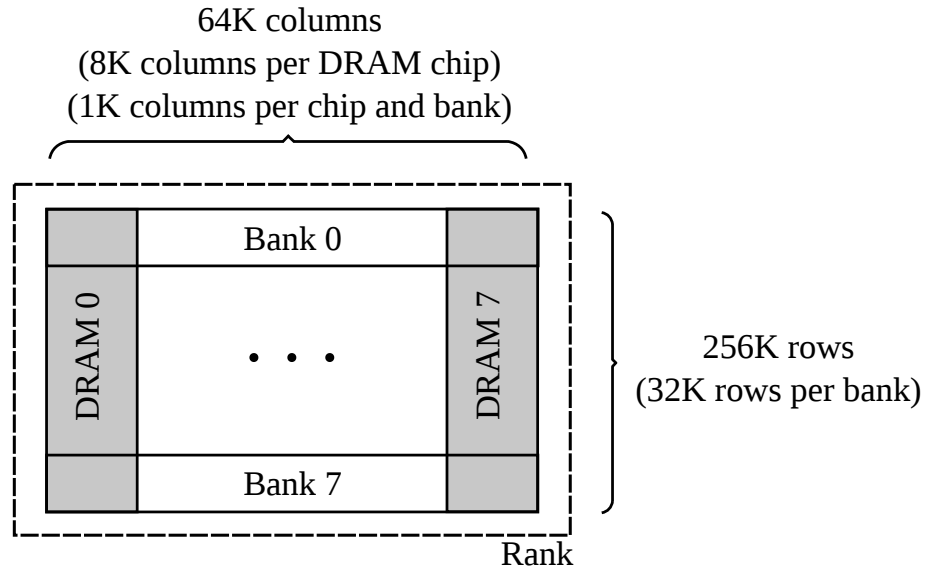 64K columns
(8K columns per DRAM chip)
(1K columns per chip and bank)
Bank 0
DRAM 0
DRAM 7
Bank 7
256K rows
(32K rows per bank)
Rank